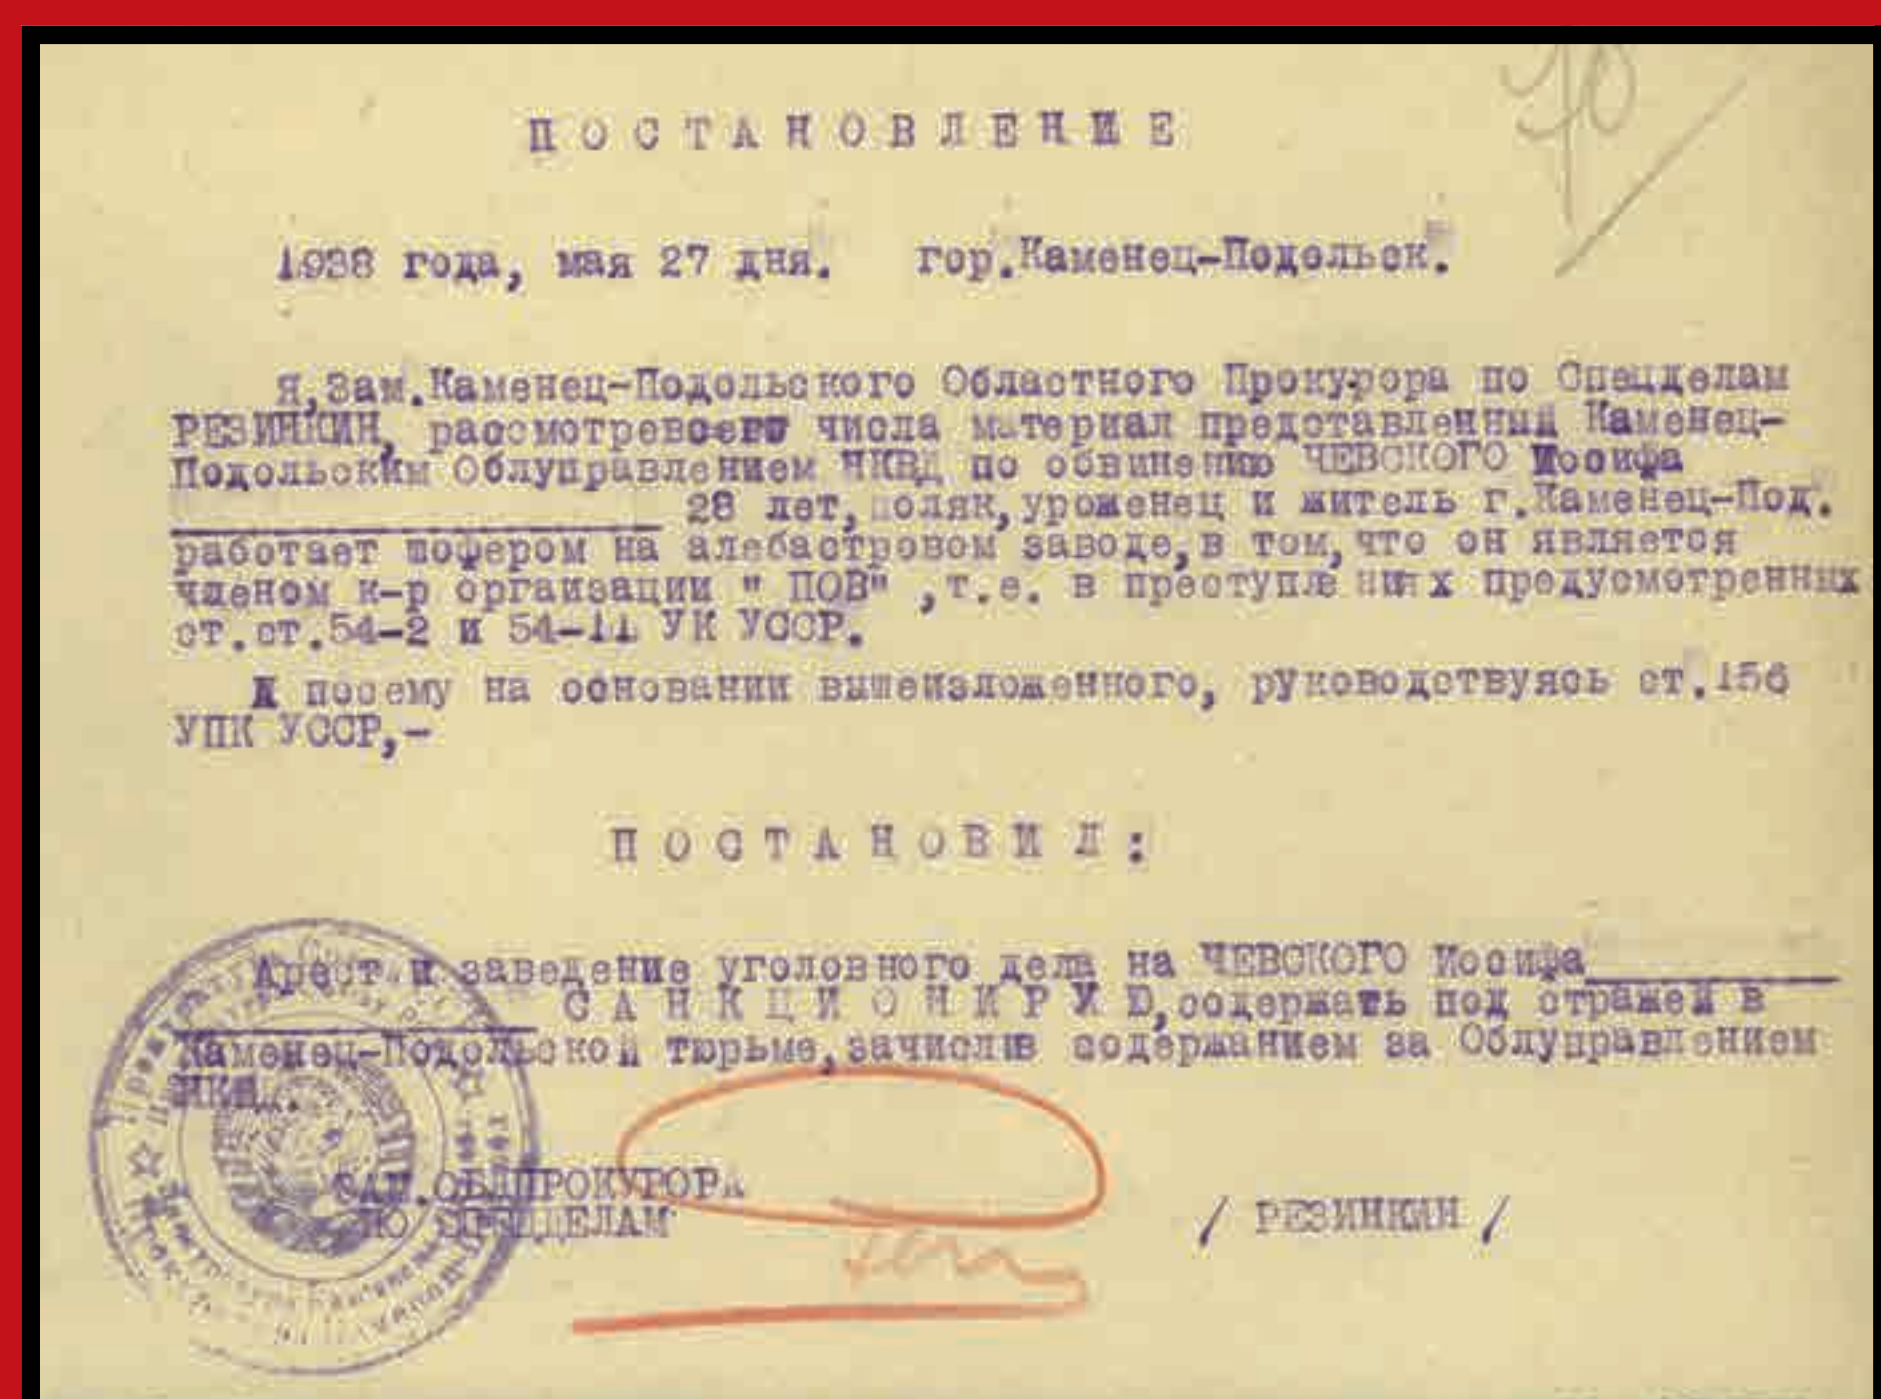 70
ПОСТАНОВЛЕНИЕ
1938 года, мая 27 дня. гор.Каменец-Подольск.
Я,Зам.Каменец-Подольского Областного Прокурора по Спецделам
РЕЗИНКИН, рассмотрев сего числа материал представленный Каменец-
Подольским Облуправлением НКВД по обвинению ЧЕВСКОГО Иосифа
28 лет,поляк,уроженец и житель г.Каменец-Под.
работает шофером на алебастровом заводе,в том,что он является
членом к-р оргаизации " ПОВ" ,т.е. в преступлениях предусмотренных
ст.ст.54-2 и 54-11 УК УССР.
А посему на основании вышеизложенного, руководствуясь ст.156
УПК УССР,-
ПОСТАНОВИЛ:
Арест и заведение уголовного дела на ЧЕВСКОГО Иосифа
САНКЦИОНИРУЮ,содержать под стражей в
Каменец-Подольской тюрьме,зачислив содержанием за Облуправлением
НКВД.
ЗАМ.ОБЛПРОКУРОРА
ПО СПЕЦДЕЛАМ
/ РЕЗИНКИН /